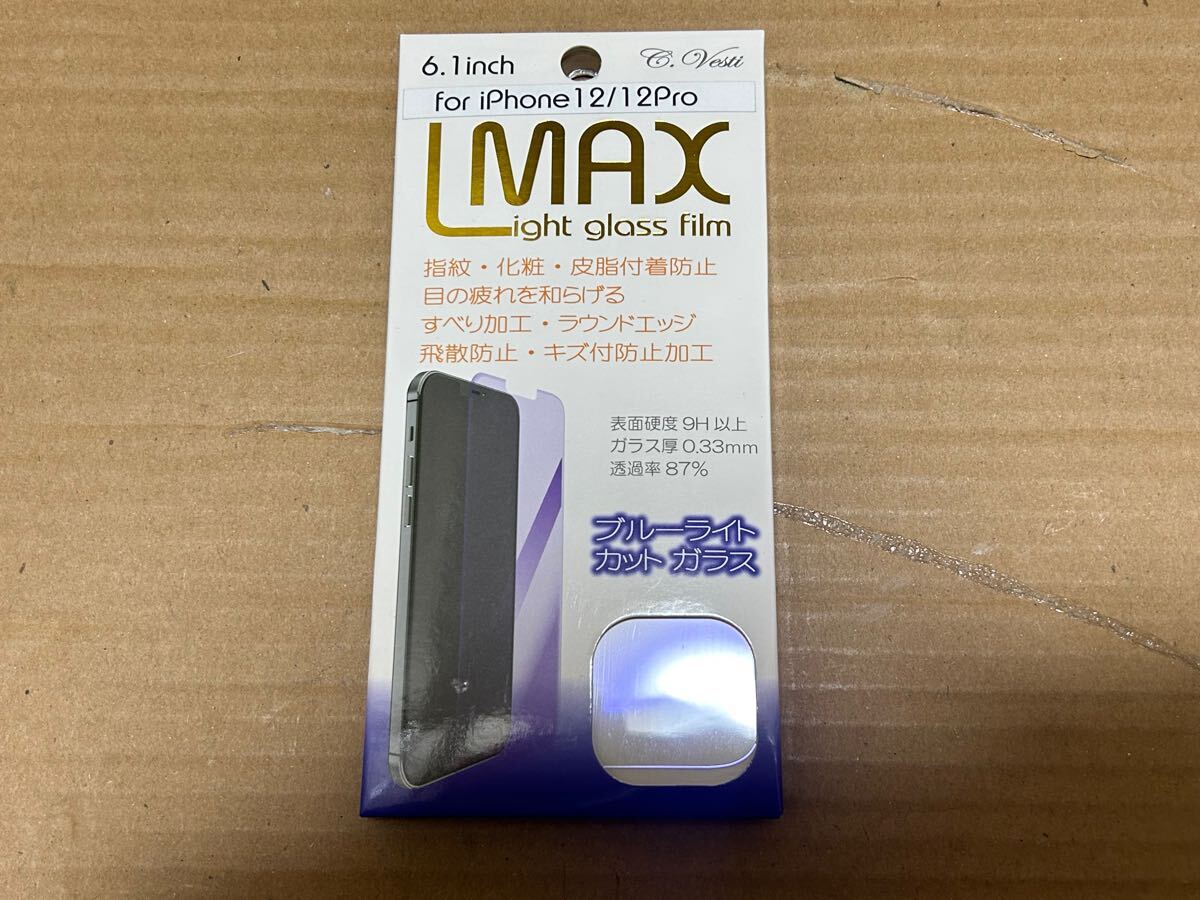 6.1inch
C. Vesti
for iPhone12/12Pro
LMAX
Light glass film
指紋・化粧・皮脂付着防止
目の疲れを和らげる
すべり加工・ラウンドエッジ
飛散防止・キズ付防止加工
表面硬度 9H 以上
ガラス厚 0.33mm
透過率 87%
ブルーライト
カット ガラス